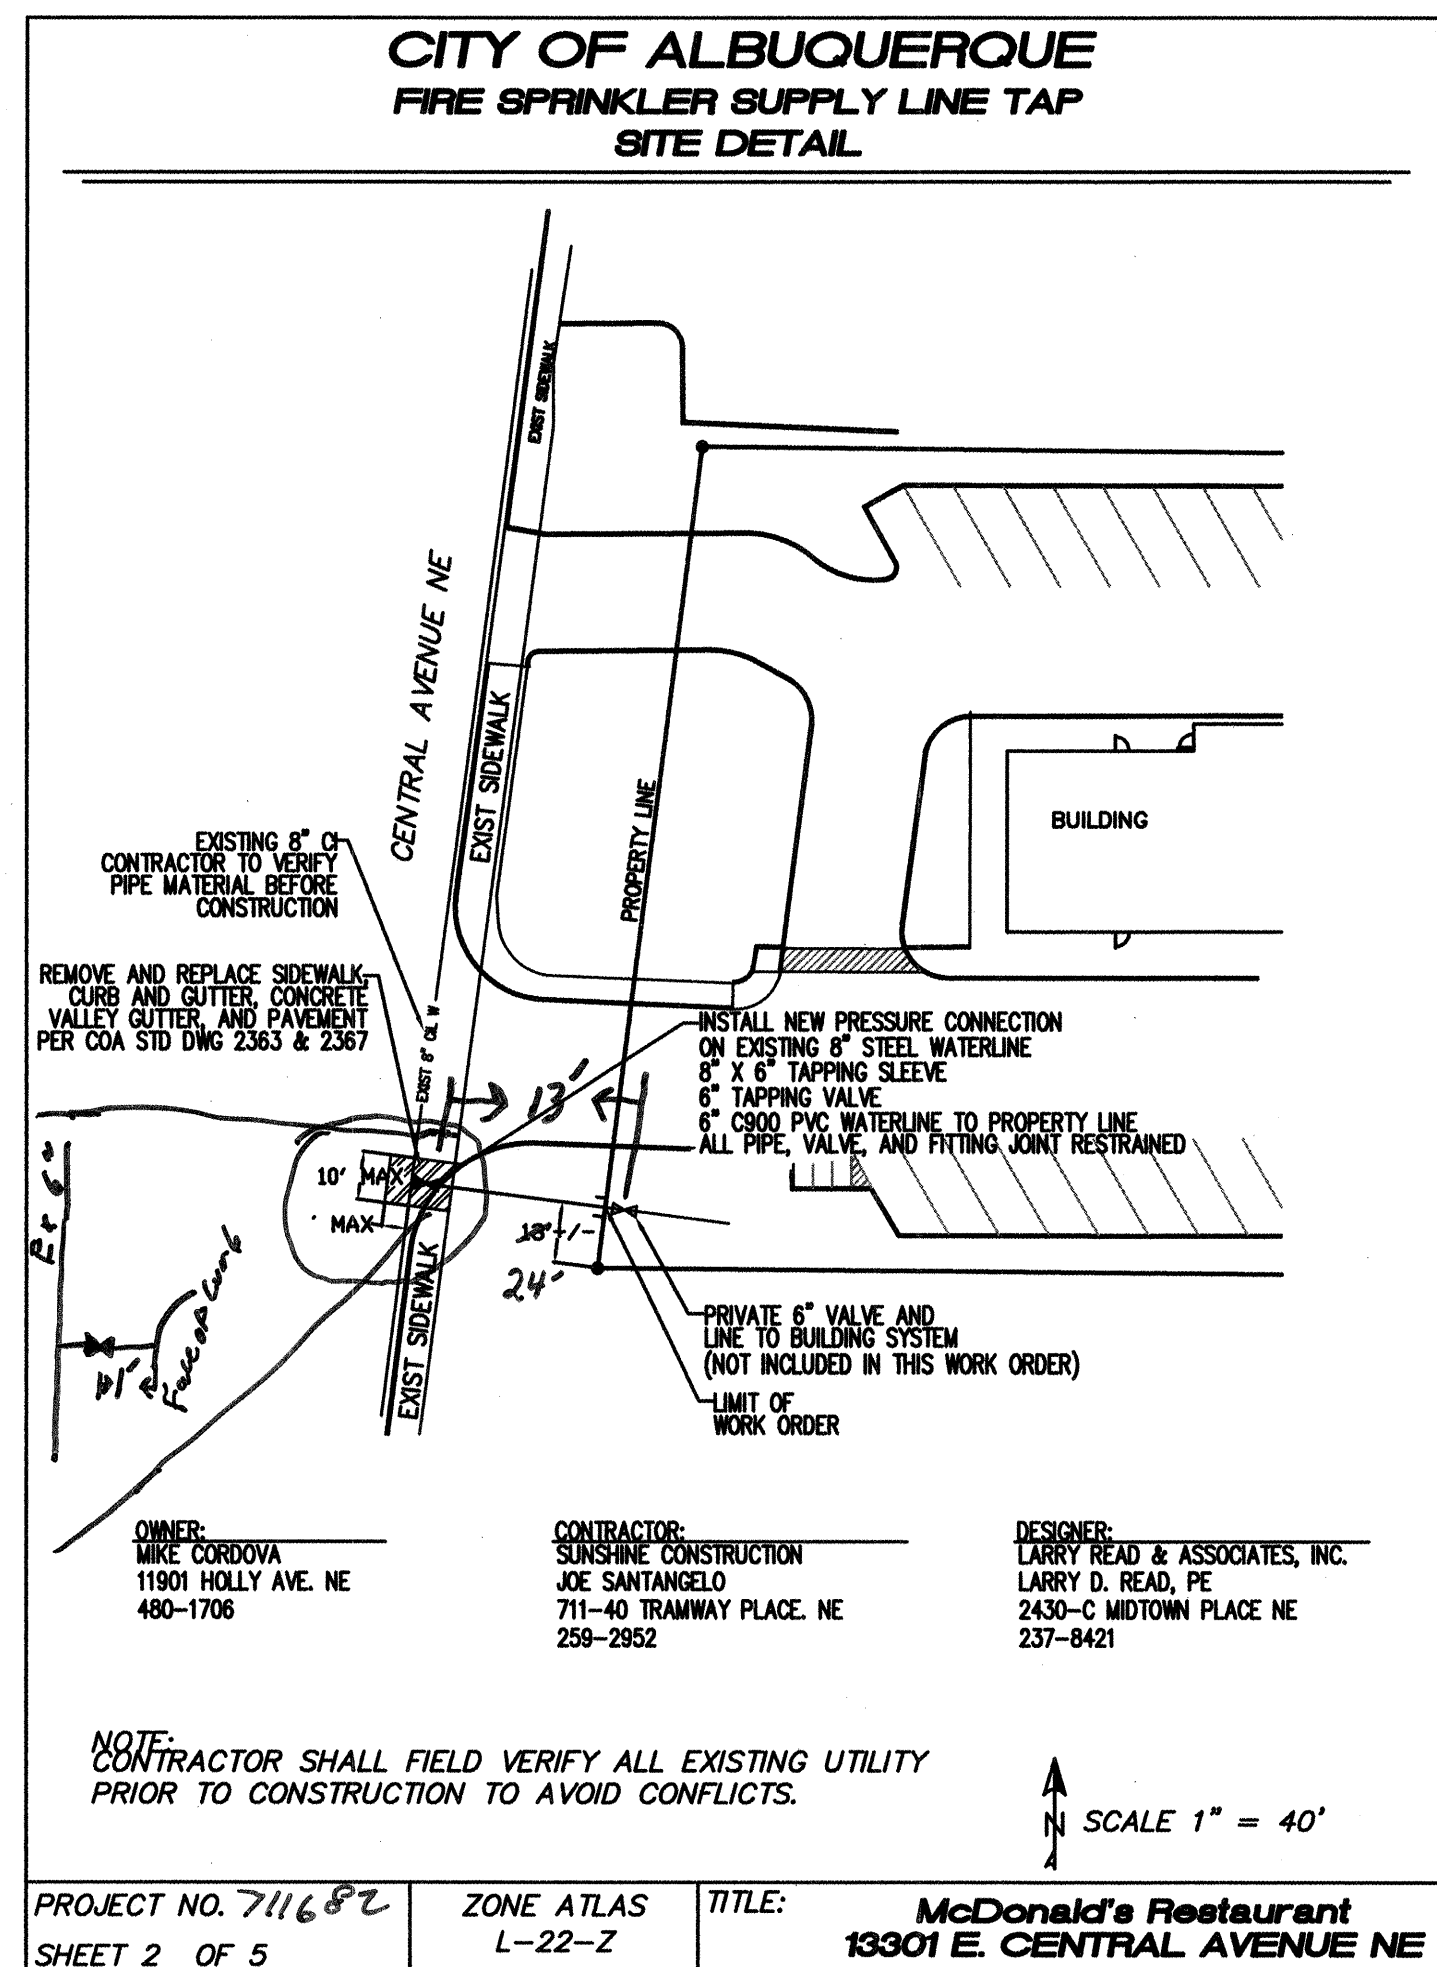 CITY OF ALBUQUERQUE
FIRE SPRINKLER SUPPLY LINE TAP
SITE DETAIL
EXIST SIDEWALK
CENTRAL AVENUE NE
EXIST SIDEWALK
PROPERTY LINE
BUILDING
EXISTING 8" CI
CONTRACTOR TO VERIFY
PIPE MATERIAL BEFORE
CONSTRUCTION
REMOVE AND REPLACE SIDEWALK,
CURB AND GUTTER, CONCRETE
VALLEY GUTTER, AND PAVEMENT
PER COA STD DWG 2363 & 2367
EXIST 8" CIL W
INSTALL NEW PRESSURE CONNECTION
ON EXISTING 8" STEEL WATERLINE
8" X 6" TAPPING SLEEVE
6" TAPPING VALVE
6" C900 PVC WATERLINE TO PROPERTY LINE
ALL PIPE, VALVE, AND FITTING JOINT RESTRAINED
13'
10' MAX
MAX
18'+/-
24'
Ex 6"
1'
Face of Curb
EXIST SIDEWALK
PRIVATE 6" VALVE AND
LINE TO BUILDING SYSTEM
(NOT INCLUDED IN THIS WORK ORDER)
LIMIT OF
WORK ORDER
OWNER:
MIKE CORDOVA
11901 HOLLY AVE. NE
480-1706
CONTRACTOR:
SUNSHINE CONSTRUCTION
JOE SANTANGELO
711-40 TRAMWAY PLACE. NE
259-2952
DESIGNER:
LARRY READ & ASSOCIATES, INC.
LARRY D. READ, PE
2430-C MIDTOWN PLACE NE
237-8421
NOTE:
CONTRACTOR SHALL FIELD VERIFY ALL EXISTING UTILITY
PRIOR TO CONSTRUCTION TO AVOID CONFLICTS.
N
SCALE 1" = 40'
PROJECT NO. 711682
SHEET 2 OF 5
ZONE ATLAS
L-22-Z
TITLE:
McDonald's Restaurant
13301 E. CENTRAL AVENUE NE